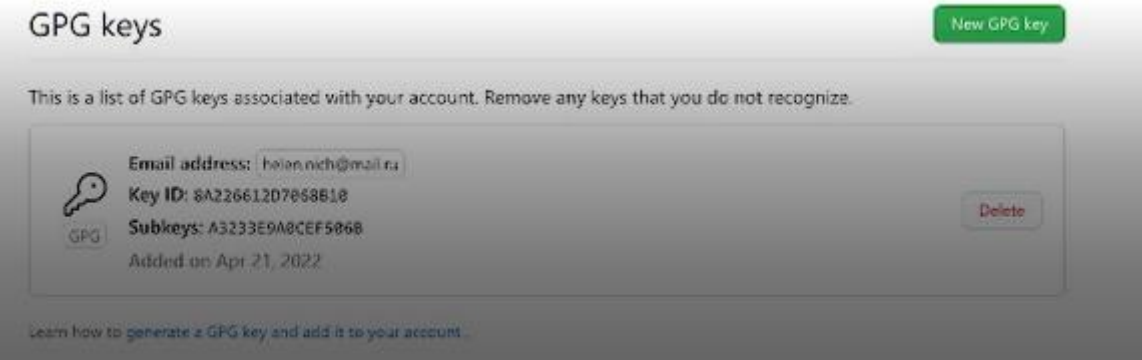 GPG keys
New GPG key
This is a list of GPG keys associated with your account. Remove any keys that you do not recognize.
Email address: helen.nich@mail.ru
Key ID: 8A226612D7068B10
Subkeys: A3233E9A0CEF5068
GPG
Added on Apr 21, 2022
Delete
Learn how to generate a GPG key and add it to your account.